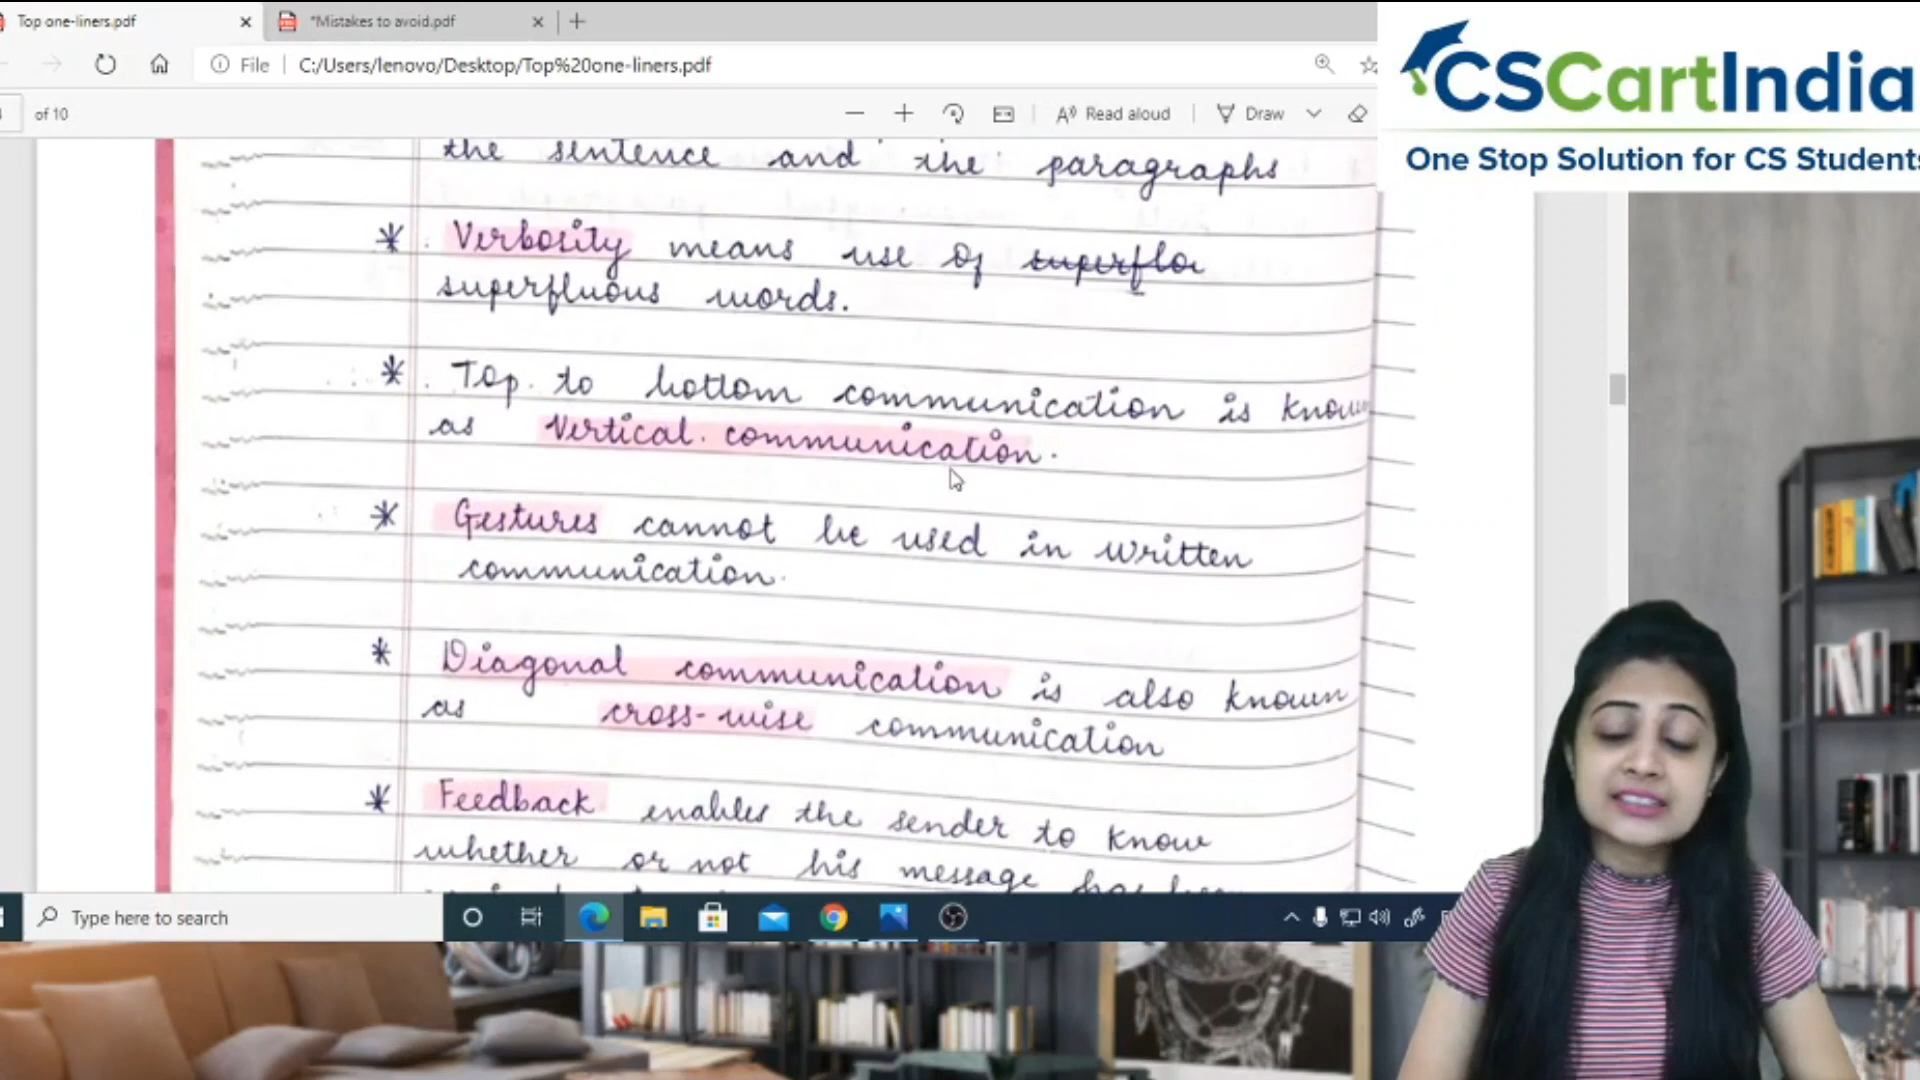 Top one-liners.pdf
*Mistakes to avoid.pdf
File C:/Users/lenovo/Desktop/Top%20one-liners.pdf
of 10
Read aloud
Draw
CSCartIndia
One Stop Solution for CS Students
the sentence and the paragraphs
* Verbosity means use of superflo
superfluous words.
* Top to bottom communication is known
as Vertical communication.
* Gestures cannot be used in written
communication.
* Diagonal communication is also known
as cross-wise communication
* Feedback enables the sender to know
whether or not his message has
Type here to search